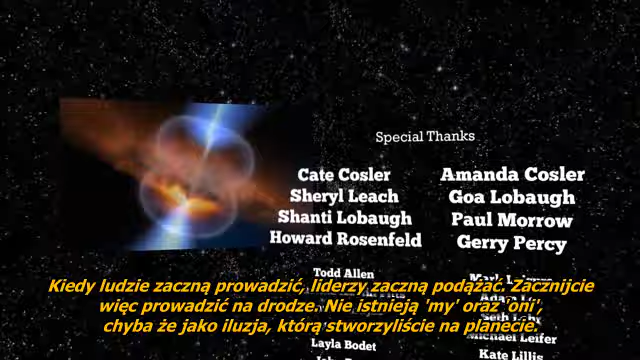 Special Thanks
Cate Cosler
Amanda Cosler
Sheryl Leach
Goa Lobaugh
Shanti Lobaugh
Paul Morrow
Howard Rosenfeld
Gerry Percy
Todd Allen
Kiedy ludzie zaczną prowadzić, liderzy zaczną podążać. Zacznijcie
więc prowadzić na drodze. Nie istnieją 'my' oraz 'oni',
chyba że jako iluzja, którą stworzyliście na planecie.
Michael Leifer
Layla Bodet
Kate Lillis